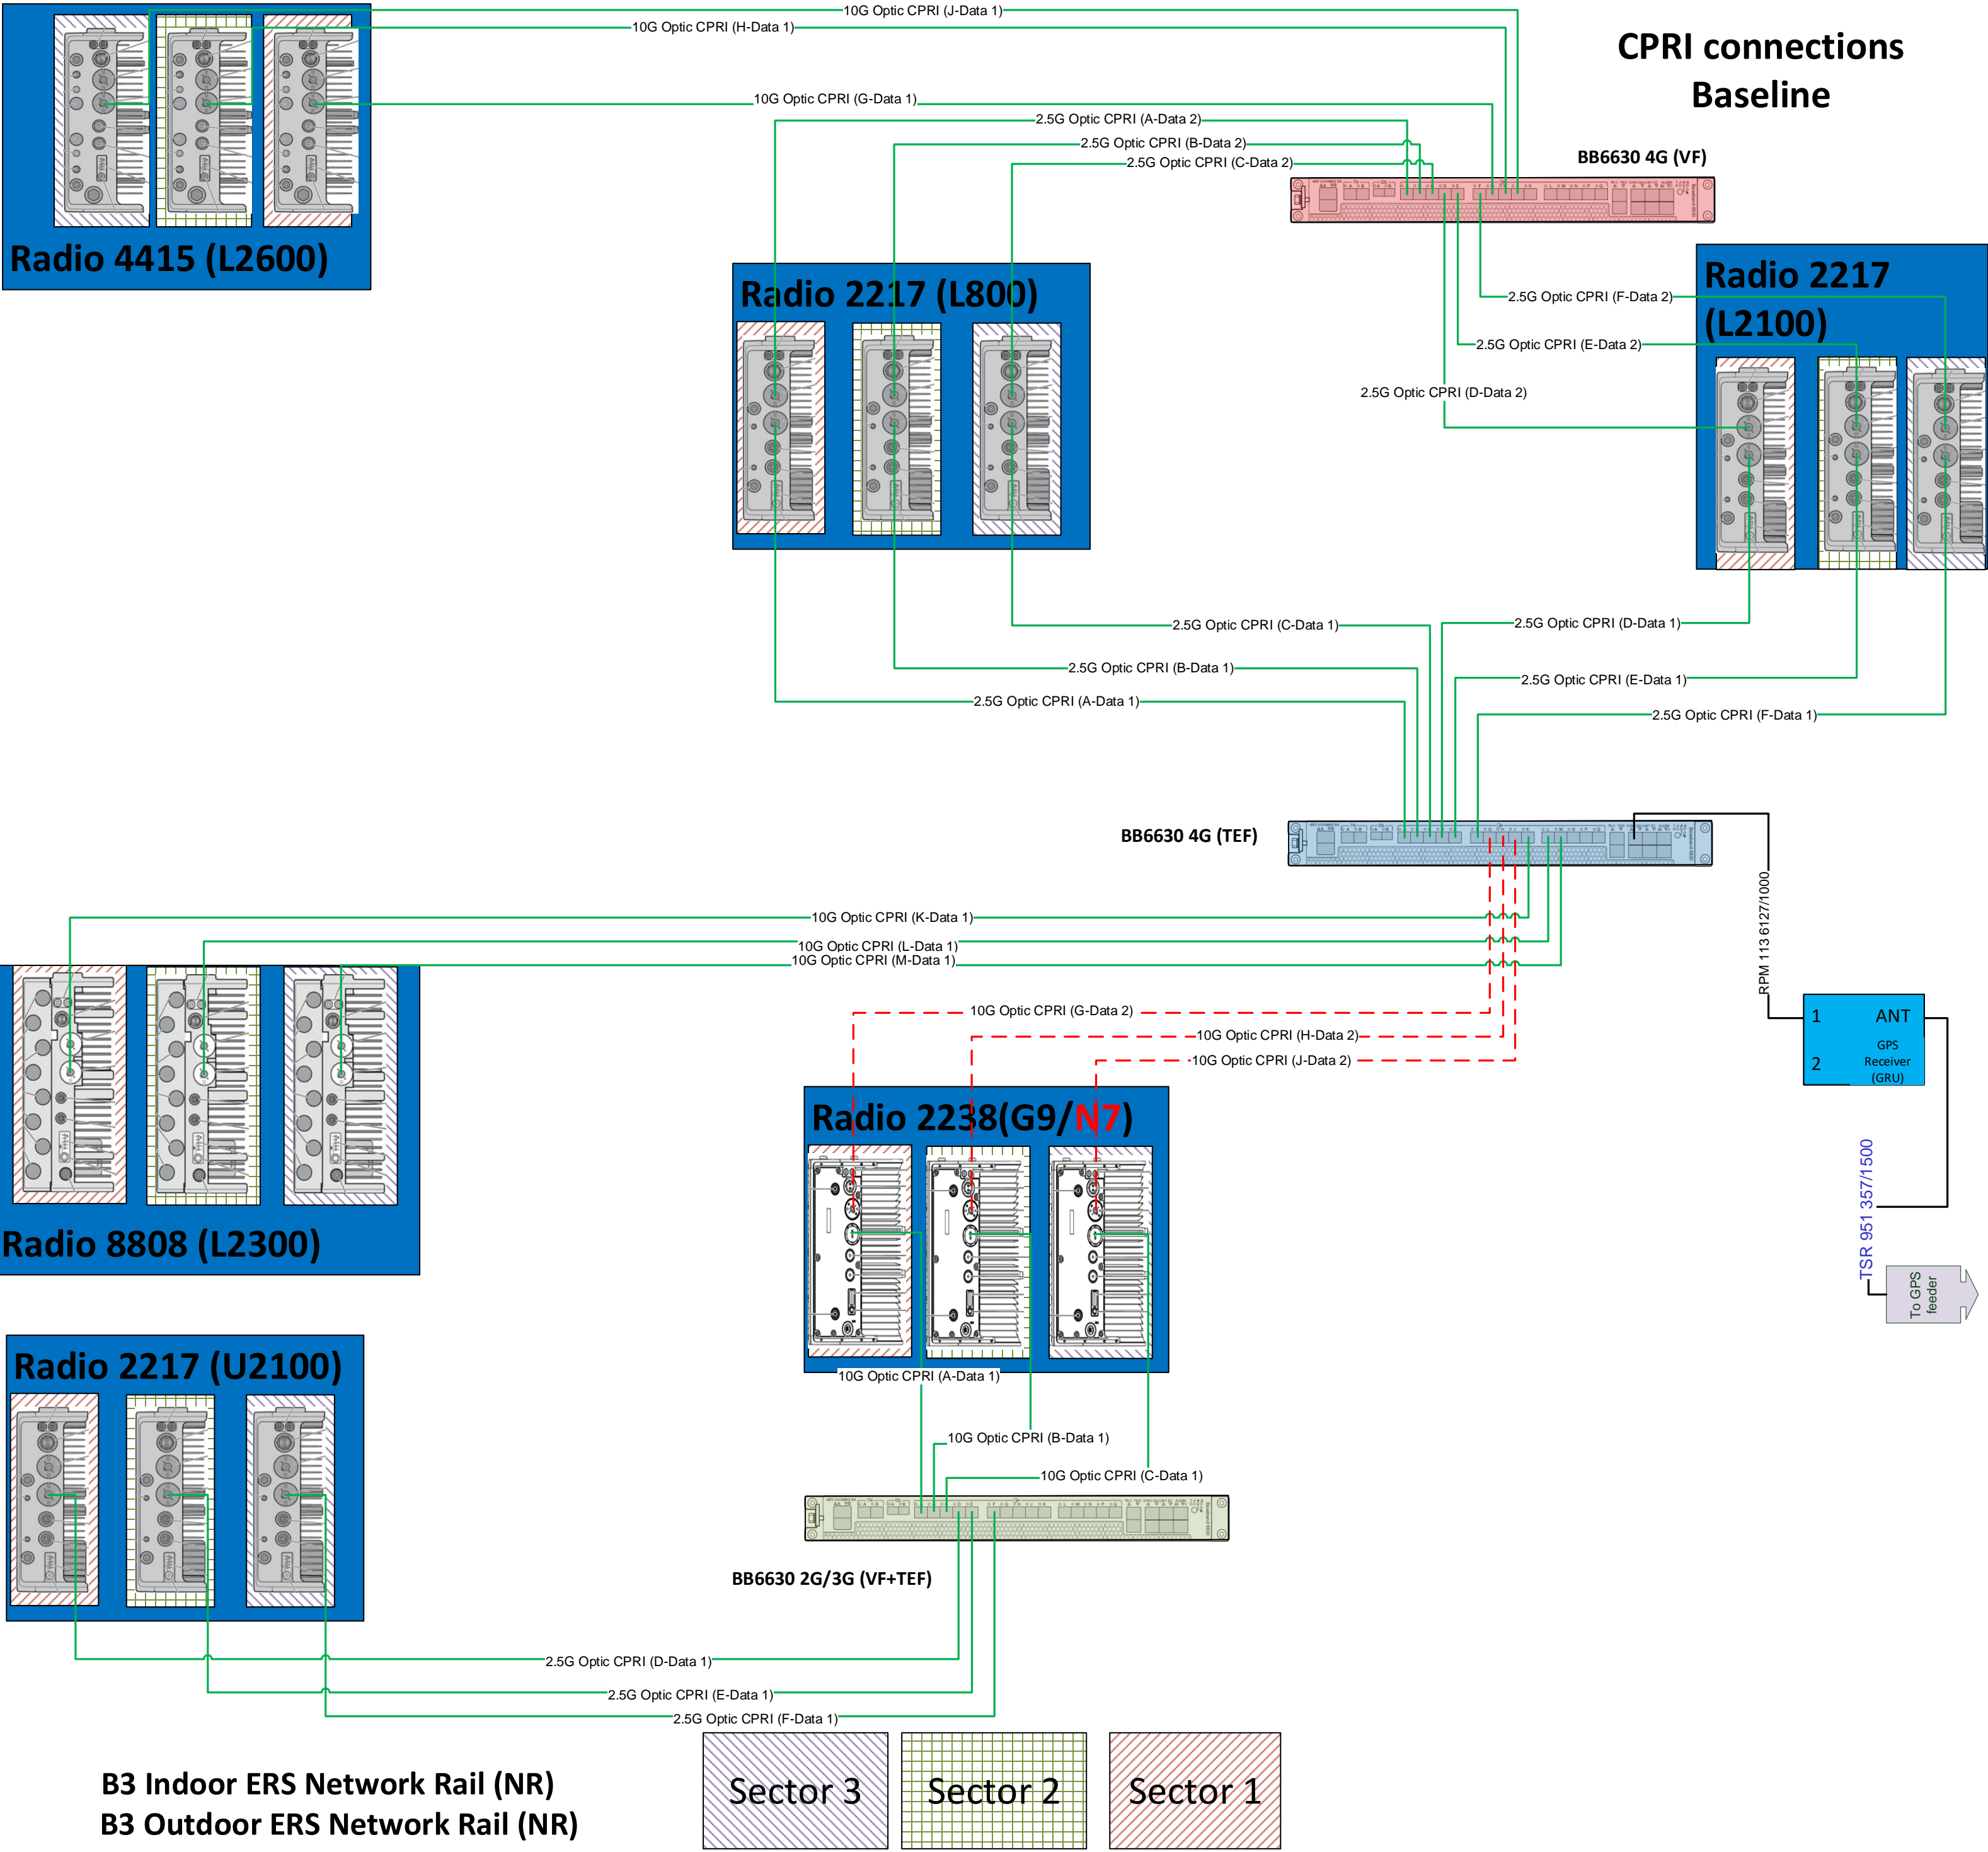 10G Optic CPRI (J-Data 1)
10G Optic CPRI (H-Data 1)
CPRI connections
Baseline
10G Optic CPRI (G-Data 1)
2.5G Optic CPRI (A-Data 2)
2.5G Optic CPRI (B-Data 2)
2.5G Optic CPRI (C-Data 2)
BB6630 4G (VF)
Radio 4415 (L2600)
Radio 2217 (L800)
Radio 2217
(L2100)
2.5G Optic CPRI (F-Data 2)
2.5G Optic CPRI (E-Data 2)
2.5G Optic CPRI (D-Data 2)
2.5G Optic CPRI (C-Data 1)
2.5G Optic CPRI (D-Data 1)
2.5G Optic CPRI (B-Data 1)
2.5G Optic CPRI (E-Data 1)
2.5G Optic CPRI (A-Data 1)
2.5G Optic CPRI (F-Data 1)
BB6630 4G (TEF)
RPM 113 6127/1000
10G Optic CPRI (K-Data 1)
10G Optic CPRI (L-Data 1)
10G Optic CPRI (M-Data 1)
10G Optic CPRI (G-Data 2)
10G Optic CPRI (H-Data 2)
10G Optic CPRI (J-Data 2)
1 ANT
2
GPS
Receiver
(GRU)
Radio 2238(G9/N7)
TSR 951 357/1500
To GPS
feeder
Radio 8808 (L2300)
Radio 2217 (U2100)
10G Optic CPRI (A-Data 1)
10G Optic CPRI (B-Data 1)
10G Optic CPRI (C-Data 1)
BB6630 2G/3G (VF+TEF)
2.5G Optic CPRI (D-Data 1)
2.5G Optic CPRI (E-Data 1)
2.5G Optic CPRI (F-Data 1)
B3 Indoor ERS Network Rail (NR)
B3 Outdoor ERS Network Rail (NR)
Sector 3
Sector 2
Sector 1